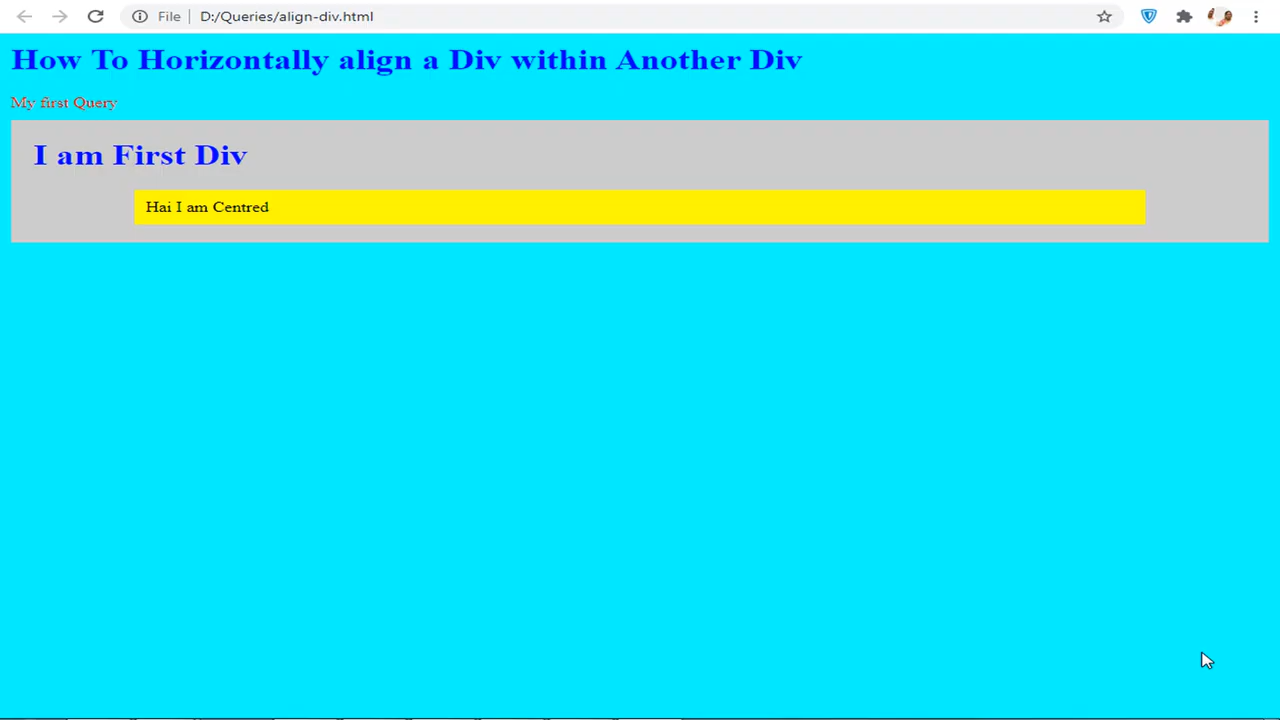 File D:/Queries/align-div.html
How To Horizontally align a Div within Another Div
My first Query
I am First Div
Hai I am Centred